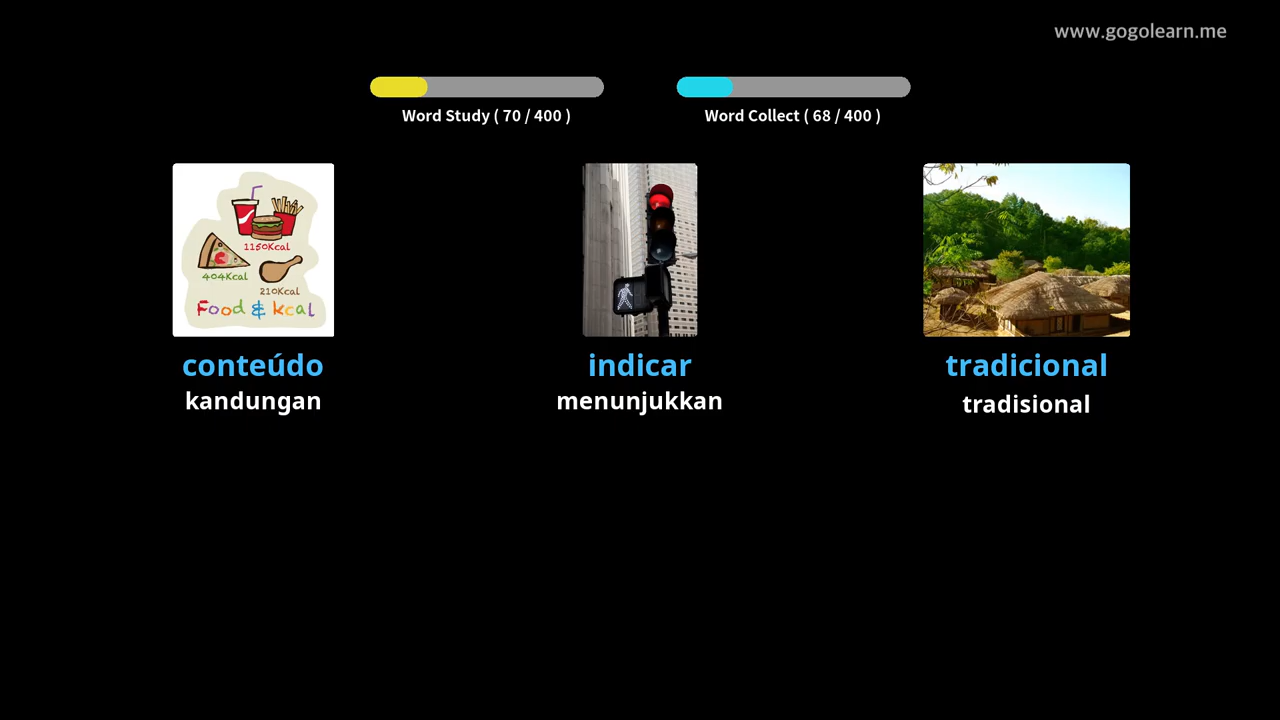 www.gogolearn.me
Word Study ( 70 / 400 )
Word Collect ( 68 / 400 )
1150Kcal
404Kcal
210Kcal
Food & kcal
conteúdo
kandungan
indicar
menunjukkan
tradicional
tradisional